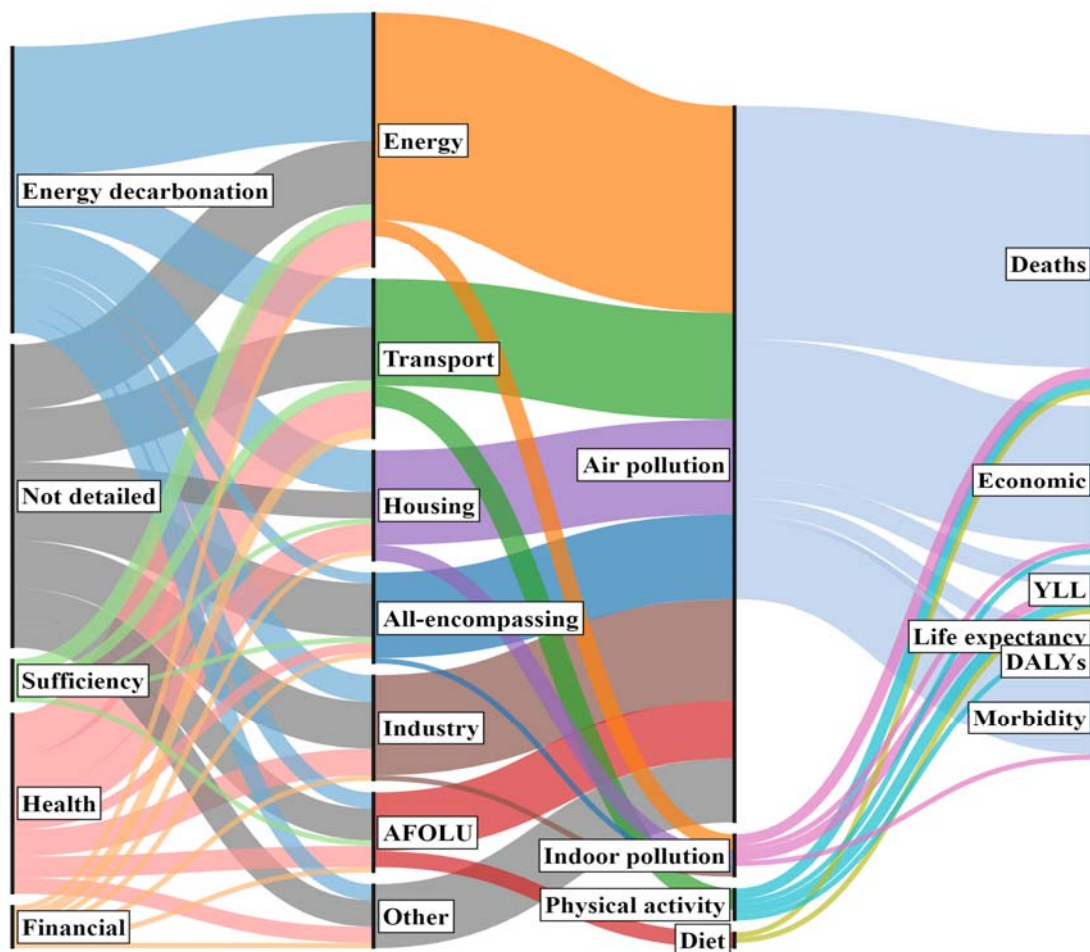 Energy decarbonation
Not detailed
Sufficiency
Health
Financial
Energy
Transport
Housing
All-encompassing
Industry
AFOLU
Other
Air pollution
Indoor pollution
Physical activity
Diet
Deaths
Economic
YLL
Life expectancy
DALYs
Morbidity